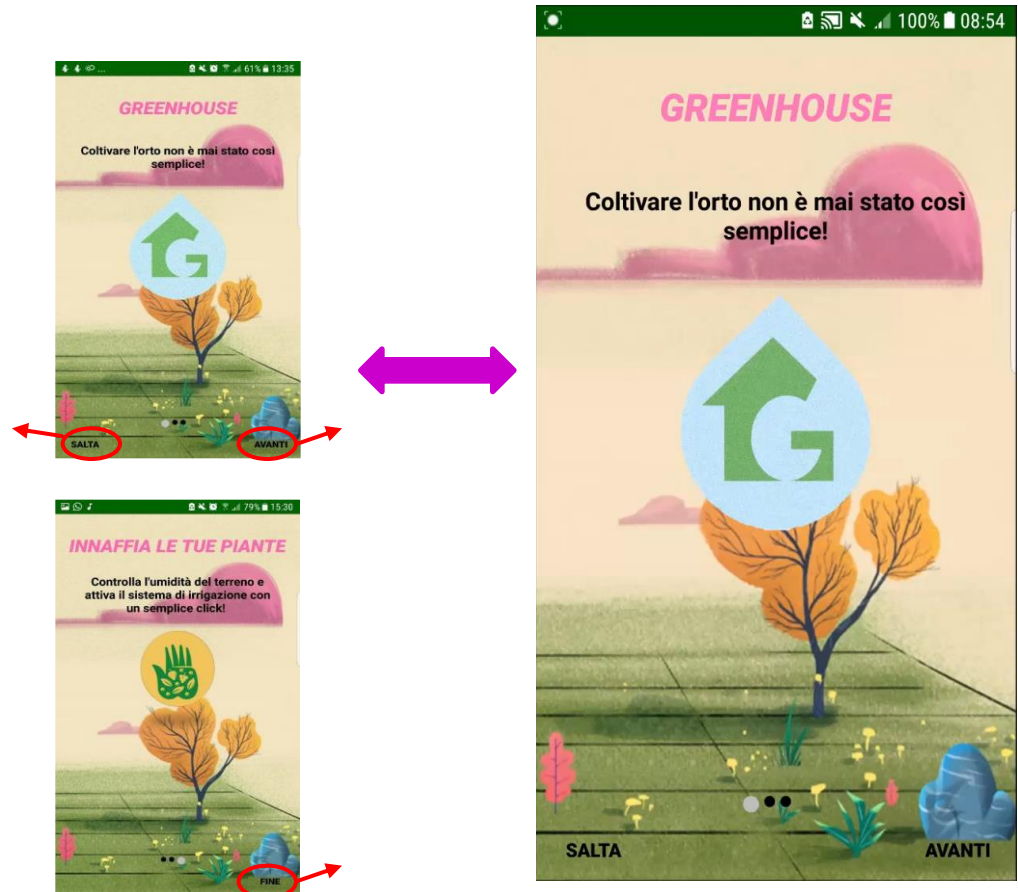 61% 13:35
GREENHOUSE
Coltivare l'orto non è mai stato così
semplice!
G
SALTA
AVANTI
79% 15:30
INNAFFIA LE TUE PIANTE
Controlla l'umidità del terreno e
attiva il sistema di irrigazione con
un semplice click!
FINE
100% 08:54
GREENHOUSE
Coltivare l'orto non è mai stato così
semplice!
G
SALTA
AVANTI